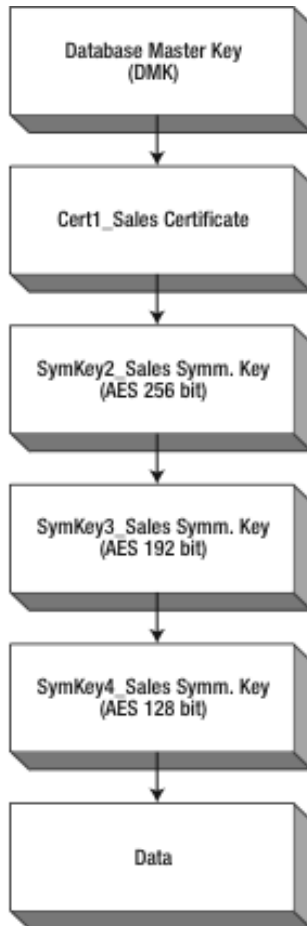 Database Master Key
(DMK)
Cert1_Sales Certificate
SymKey2_Sales Symm. Key
(AES 256 bit)
SymKey3_Sales Symm. Key
(AES 192 bit)
SymKey4_Sales Symm. Key
(AES 128 bit)
Data